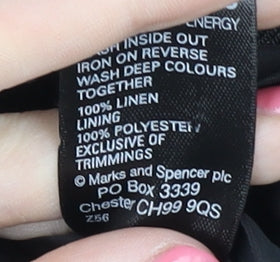 ENERGY
WASH INSIDE OUT
IRON ON REVERSE
WASH DEEP COLOURS
TOGETHER
100% LINEN
LINING
100% POLYESTER
EXCLUSIVE OF
TRIMMINGS
© Marks and Spencer plc
PO Box 3339
Chester CH99 9QS
Z56